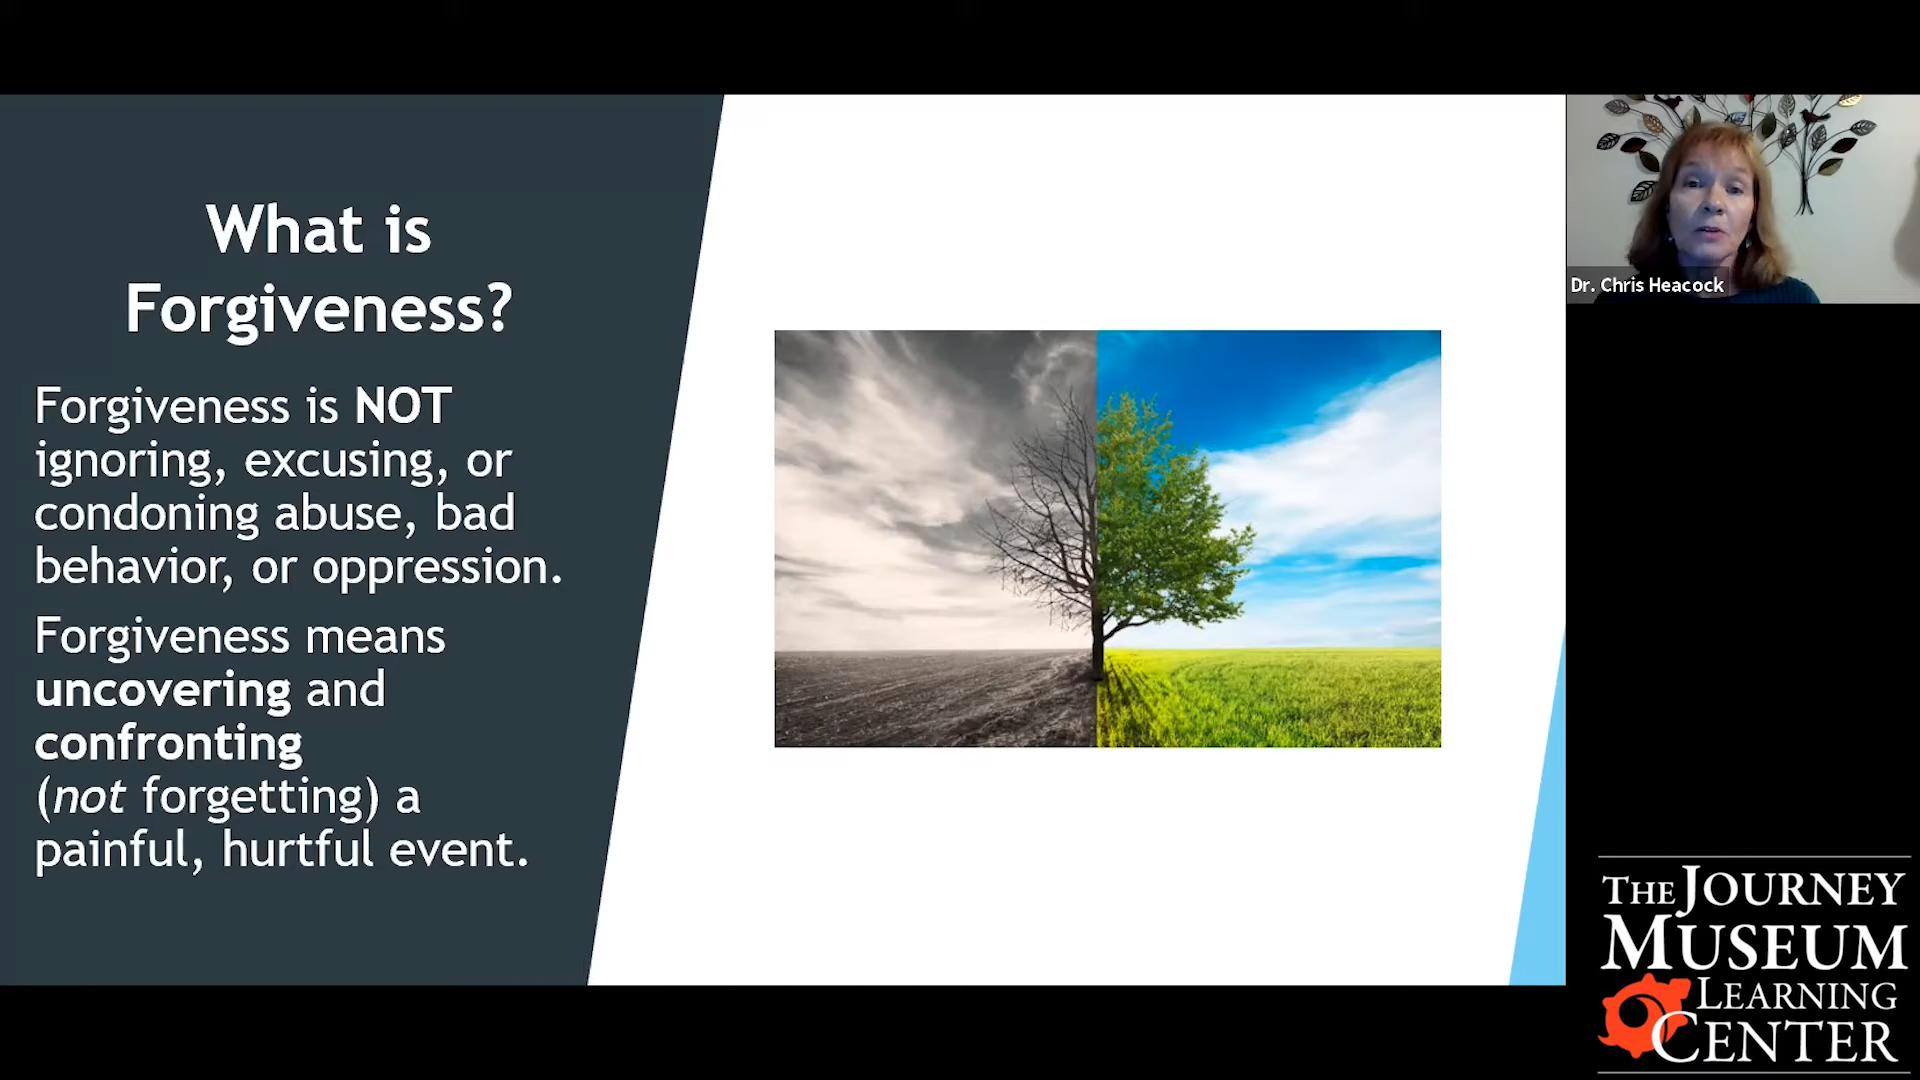 What is
Forgiveness?
Forgiveness is NOT
ignoring, excusing, or
condoning abuse, bad
behavior, or oppression.
Forgiveness means
uncovering and
confronting
(not forgetting) a
painful, hurtful event.
Dr. Chris Heacock
THE JOURNEY
MUSEUM
LEARNING
CENTER